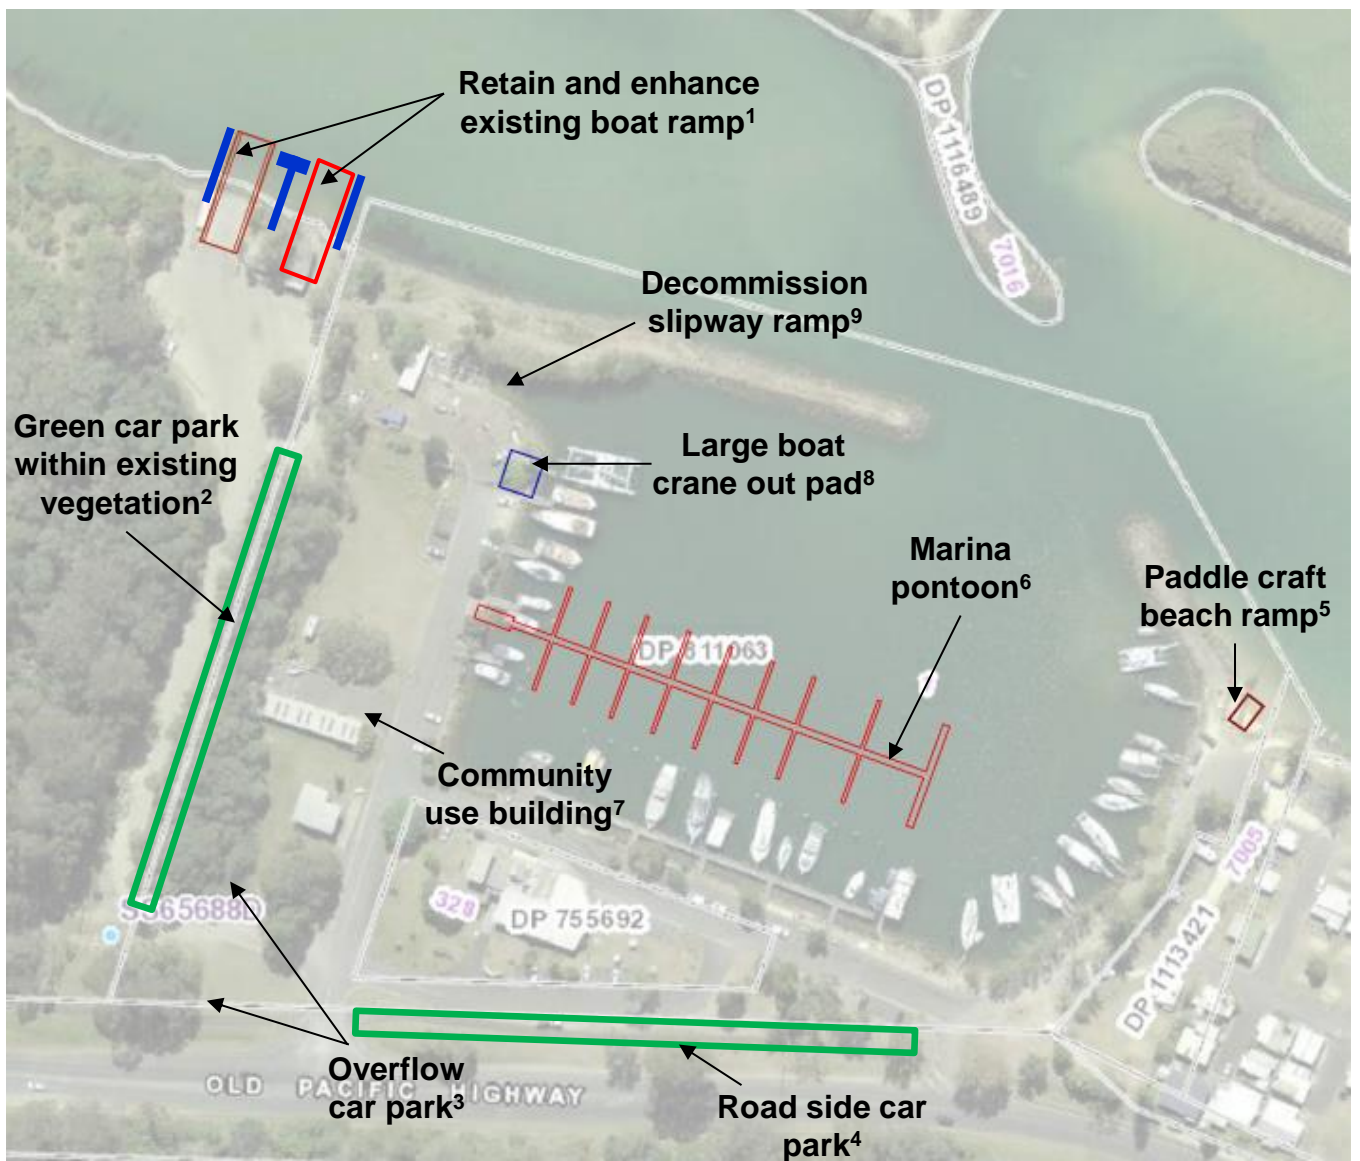 Retain and enhance
existing boat ramp¹
DP 1116489
7016
Decommission
slipway ramp⁹
Green car park
within existing
vegetation²
Large boat
crane out pad⁸
Marina
pontoon⁶
Paddle craft
beach ramp⁵
DP 811063
Community
use building⁷
328
DP 755692
7005
DP 1113421
Overflow
car park³
OLD PACIFIC HIGHWAY
Road side car
park⁴